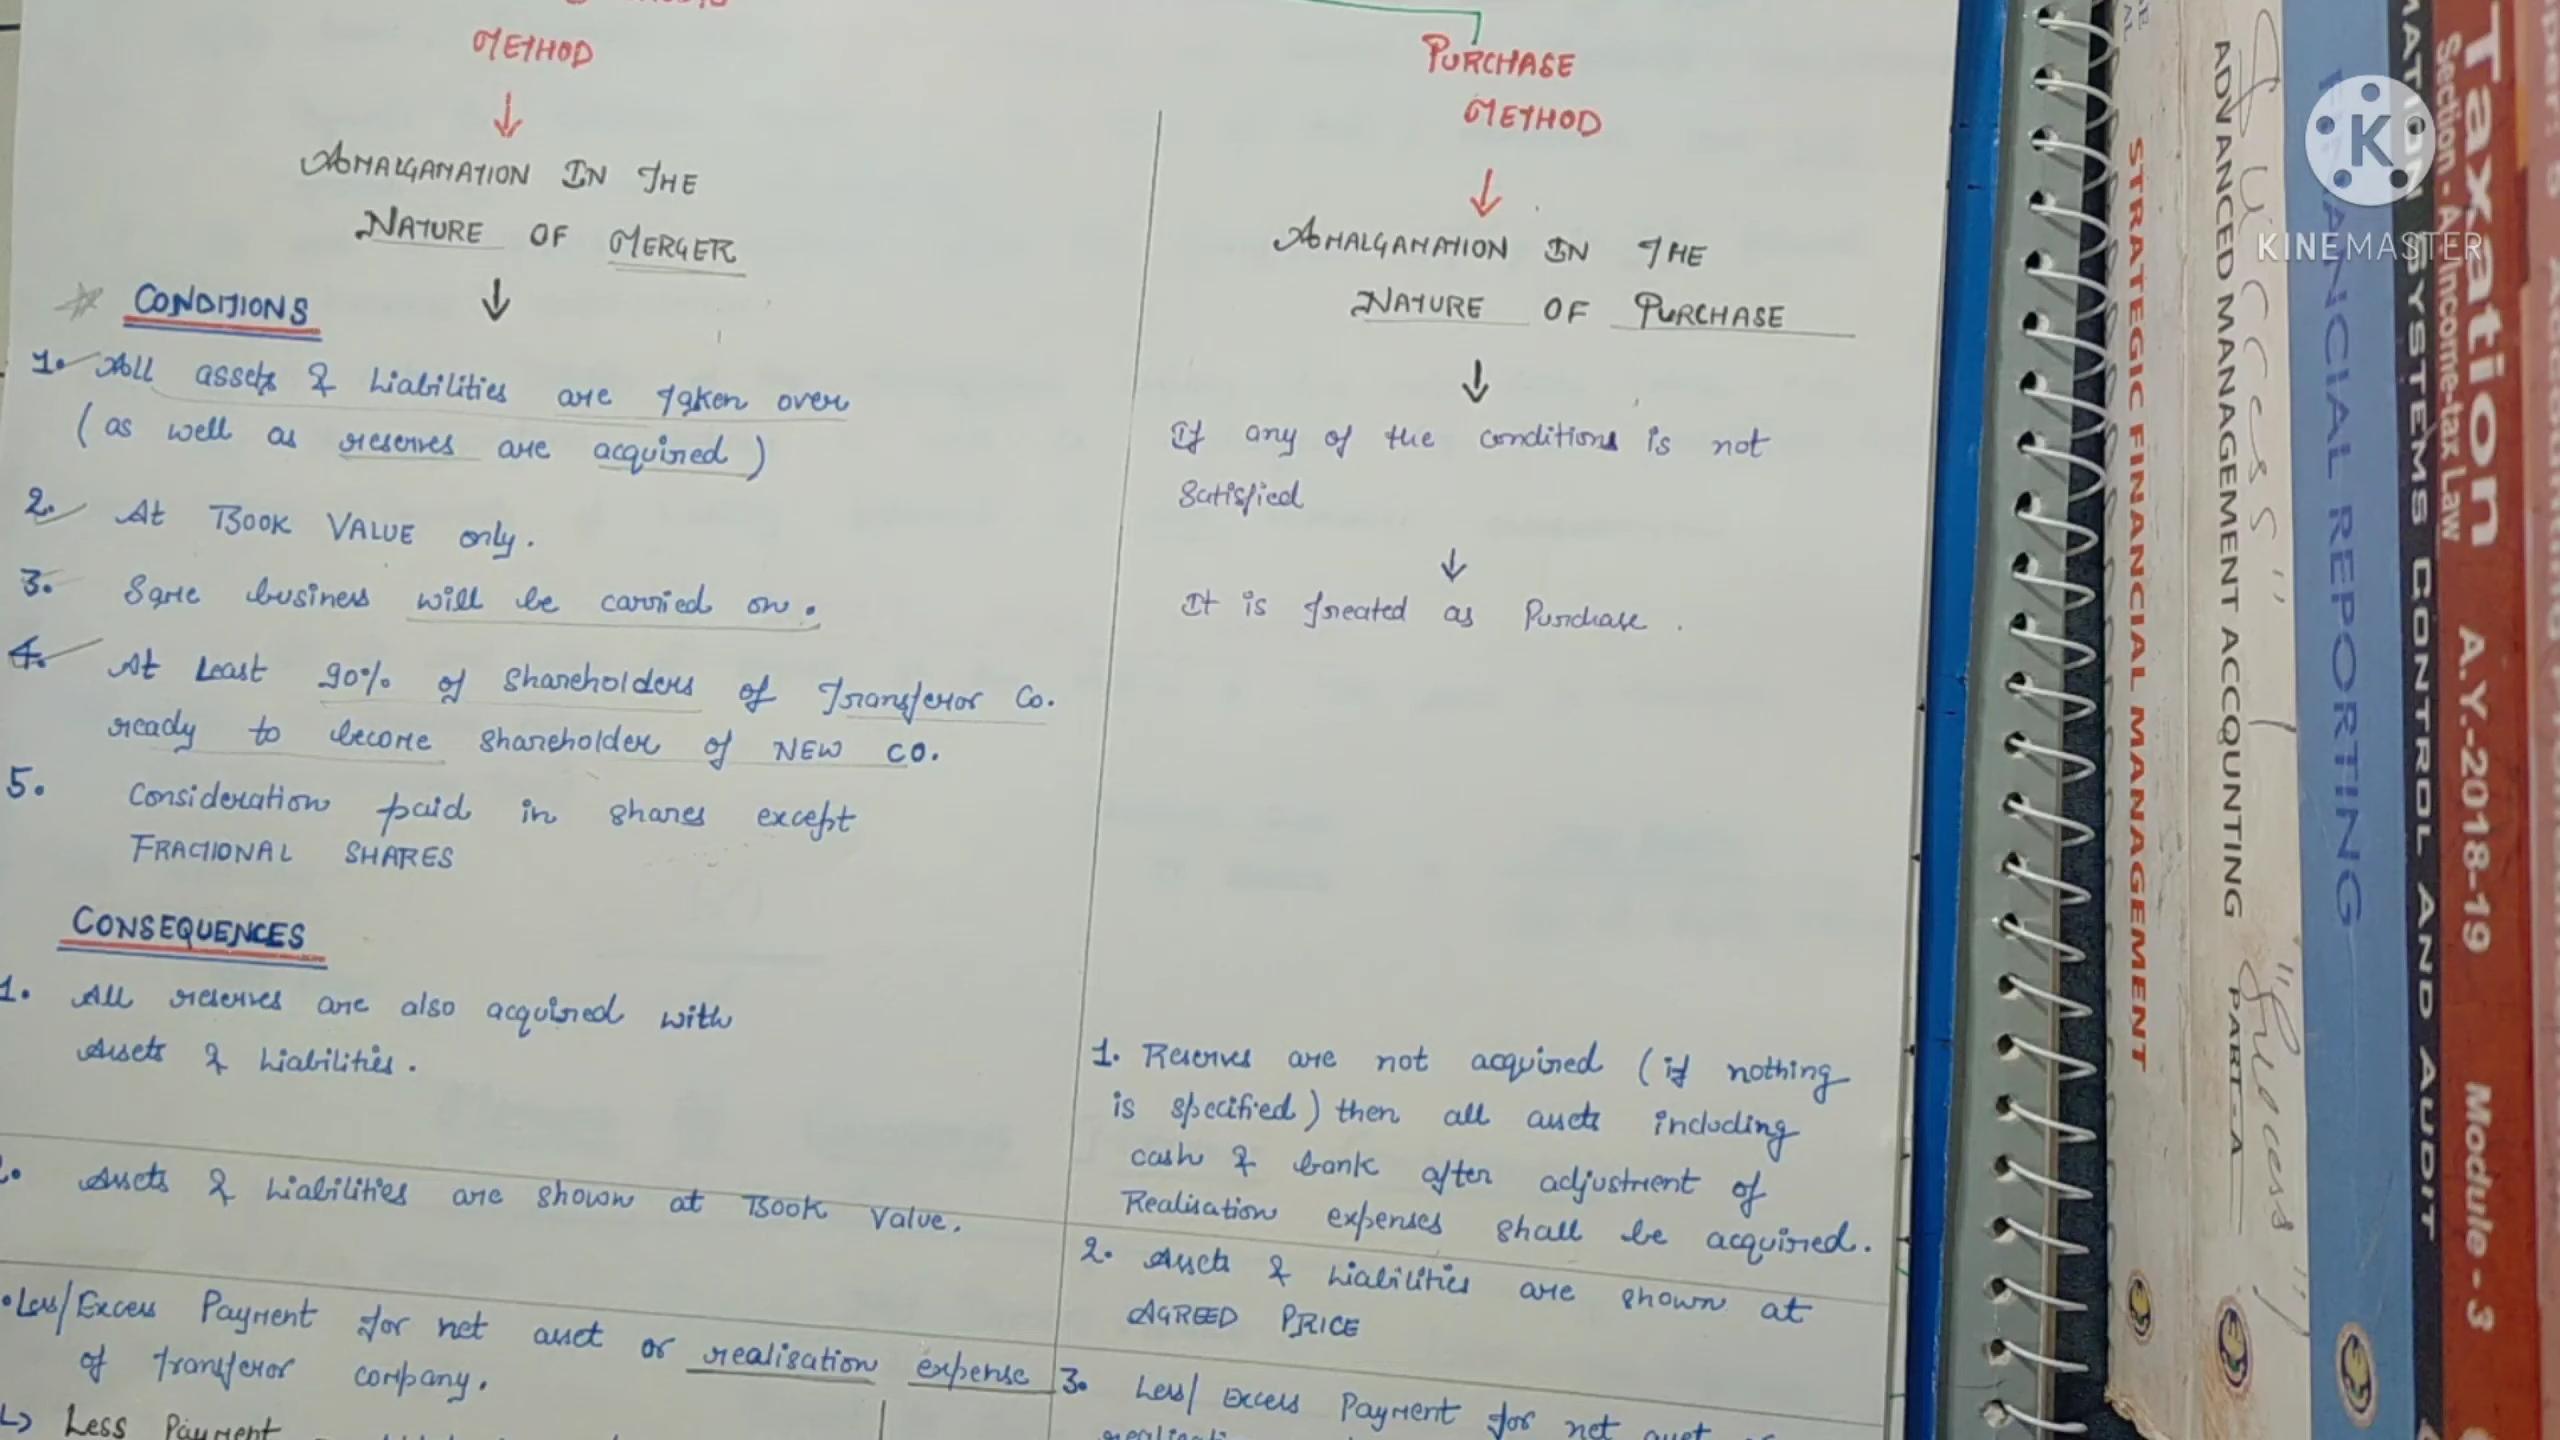 METHOD
↓
AMALGAMATION IN THE
NATURE OF MERGER
↓
CONDITIONS
1. All assets & Liabilities are taken over
(as well as reserves are acquired)
2. At BOOK VALUE only.
3. Same business will be carried on.
4. At Least 90% of shareholders of Transferor Co.
ready to become shareholder of NEW CO.
5. Consideration paid in shares except
FRACTIONAL SHARES
CONSEQUENCES
1. All reserves are also acquired with
Assets & Liabilities.
Assets & Liabilities are shown at Book Value.
Less/Excess Payment for net asset or realisation expense
of transferor company.
↳ Less Payment
PURCHASE
METHOD
↓
AMALGAMATION IN THE
NATURE OF PURCHASE
↓
If any of the conditions is not
Satisfied
↓
It is treated as Purchase.
1. Reserves are not acquired (if nothing
is specified) then all assets including
cash & bank after adjustment of
Realisation expenses shall be acquired.
2. Assets & Liabilities are shown at
AGREED PRICE
3. Less/Excess Payment for net asset or
STRATEGIC FINANCIAL MANAGEMENT
ADVANCED MANAGEMENT ACCOUNTING PART-A
"Success"
FINANCIAL REPORTING
SYSTEMS CONTROL AND AUDIT
Taxation A.Y.-2018-19 Module - 3
Section - A: Income-tax Law
K
KINEMASTER